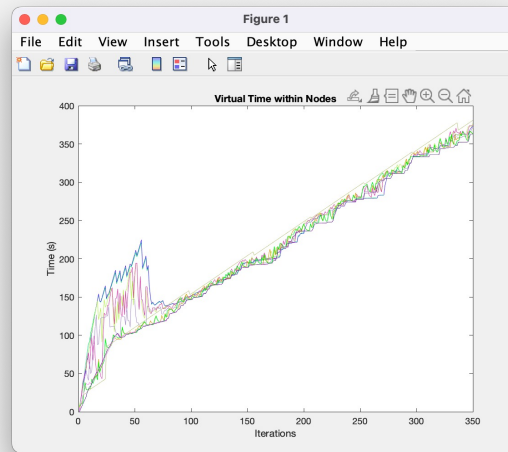 Figure 1
File Edit View Insert Tools Desktop Window Help
Virtual Time within Nodes
400
350
300
250
200
150
100
50
0
Time (s)
0 50 100 150 200 250 300 350
Iterations